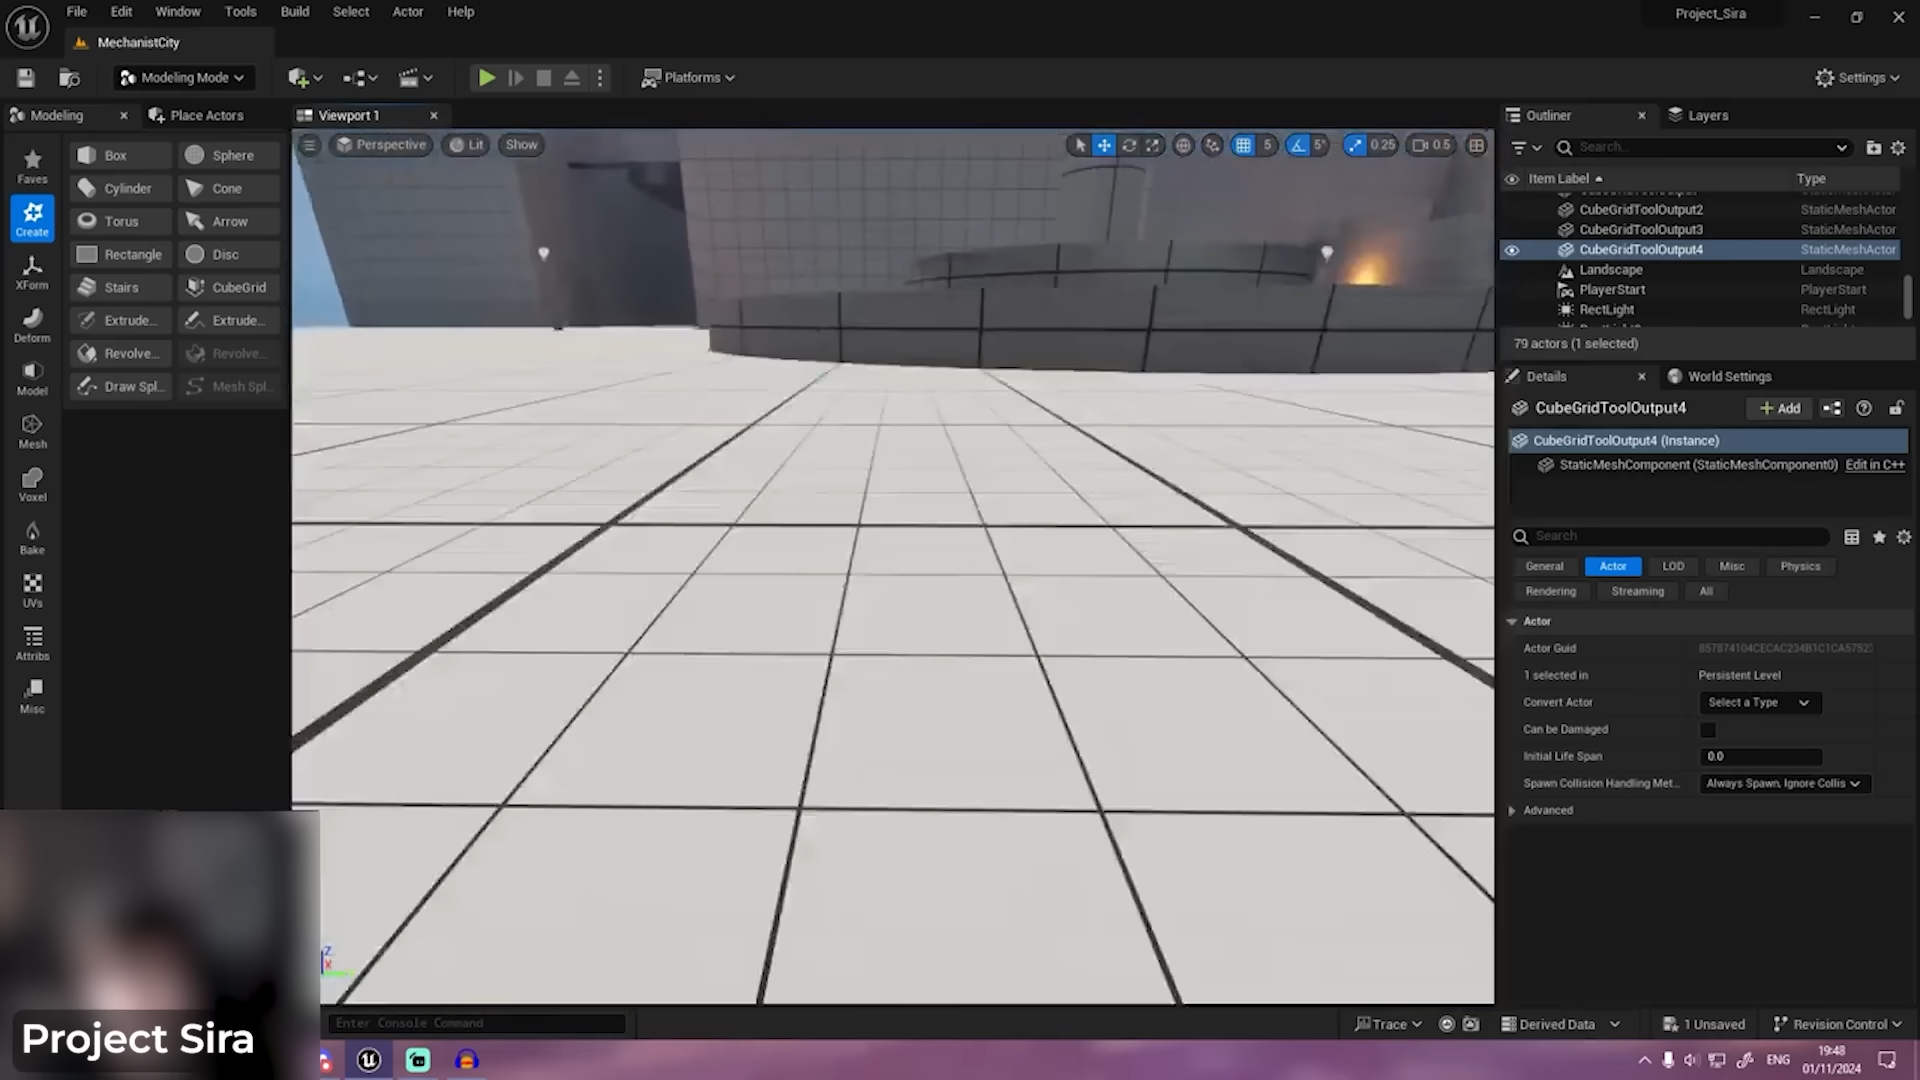 File Edit Window Tools Build Select Actor Help
Project_Sira
MechanistCity
Modeling Mode
Platforms
Settings
Modeling
Place Actors
Viewport 1
Outliner
Layers
Perspective
Lit
Show
5
5°
0.25
0.5
Search...
Item Label
Type
CubeGridToolOutput2 StaticMeshActor
CubeGridToolOutput3 StaticMeshActor
CubeGridToolOutput4 StaticMeshActor
Landscape Landscape
PlayerStart PlayerStart
RectLight RectLight
79 actors (1 selected)
Faves
Create
XForm
Deform
Model
Mesh
Voxel
Bake
UVs
Attribs
Misc
Box Sphere
Cylinder Cone
Torus Arrow
Rectangle Disc
Stairs CubeGrid
Extrude... Extrude...
Revolve... Revolve...
Draw Spl... Mesh Spl...
Details
World Settings
CubeGridToolOutput4
+ Add
CubeGridToolOutput4 (Instance)
StaticMeshComponent (StaticMeshComponent0) Edit in C++
Search
General Actor LOD Misc Physics
Rendering Streaming All
Actor
Actor Guid
1 selected in Persistent Level
Convert Actor Select a Type
Can be Damaged
Initial Life Span 0.0
Spawn Collision Handling Met... Always Spawn, Ignore Collis
Advanced
Z
X
Enter Console Command
Trace
Derived Data
1 Unsaved
Revision Control
Project Sira
ENG
19:48
01/11/2024